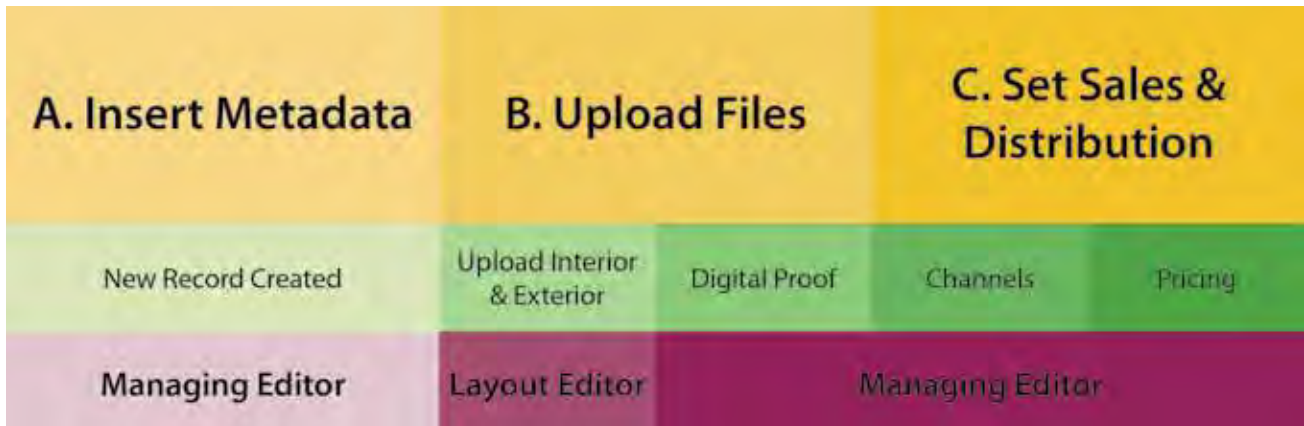 A. Insert Metadata
B. Upload Files
C. Set Sales &
Distribution
New Record Created
Upload Interior
& Exterior
Digital Proof
Channels
Pricing
Managing Editor
Layout Editor
Managing Editor